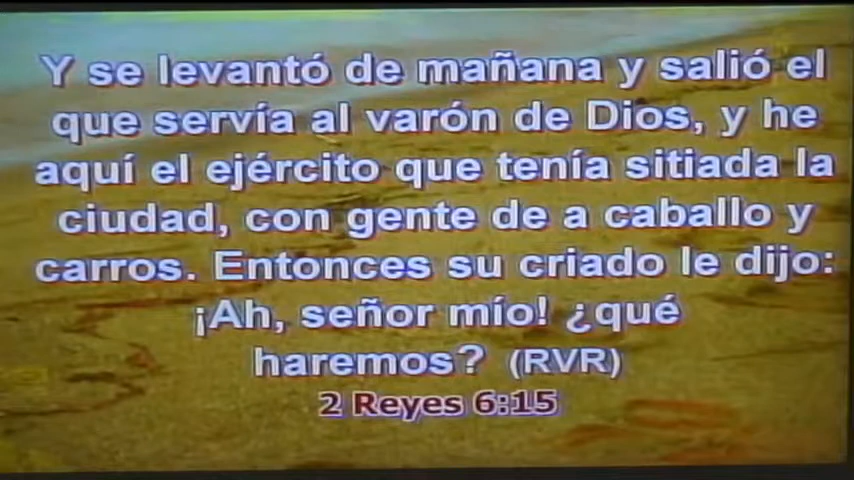 Y se levantó de mañana y salió el
que servía al varón de Dios, y he
aquí el ejército que tenía sitiada la
ciudad, con gente de a caballo y
carros. Entonces su criado le dijo:
¡Ah, señor mío! ¿qué
haremos? (RVR)
2 Reyes 6:15